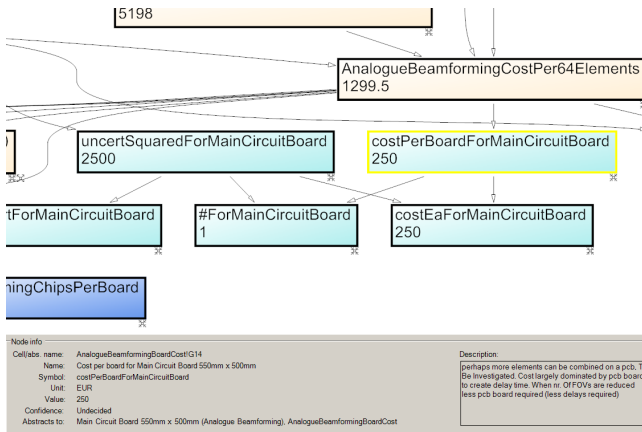 5198
AnalogueBeamformingCostPer64Elements
1299.5
uncertSquaredForMainCircuitBoard
2500
costPerBoardForMainCircuitBoard
250
rtForMainCircuitBoard
#ForMainCircuitBoard
1
costEaForMainCircuitBoard
250
ningChipsPerBoard
Node info
Cell/abs. name: AnalogueBeamformingBoardCost!G14
Name: Cost per board for Main Circuit Board 550mm x 500mm
Symbol: costPerBoardForMainCircuitBoard
Unit: EUR
Value: 250
Confidence: Undecided
Abstracts to: Main Circuit Board 550mm x 500mm (Analogue Beamforming), AnalogueBeamformingBoardCost
Description:
perhaps more elements can be combined on a pcb, T
Be Investigated. Cost largely dominated by pcb board
to create delay time. When nr. Of FOVs are reduced
less pcb board required (less delays required)